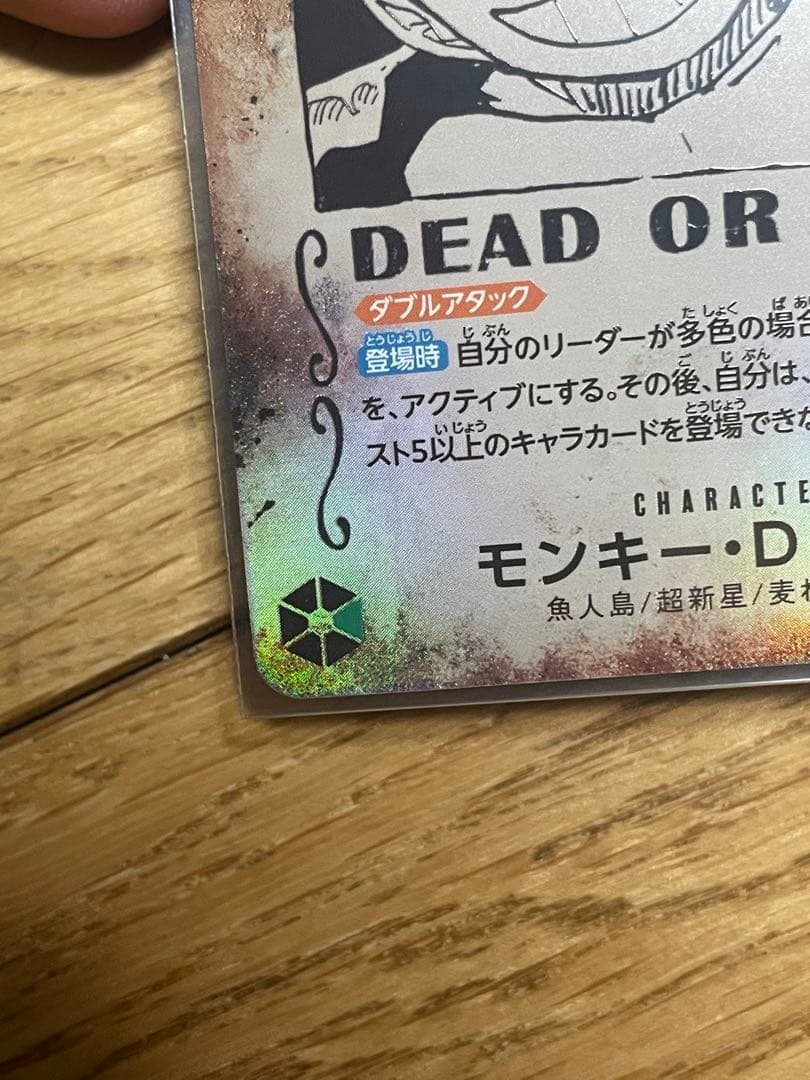 DEAD OR
ダブルアタック
登場時 自分のリーダーが多色の場合
を、アクティブにする。その後、自分は、
スト5以上のキャラカードを登場できな
CHARACTE
モンキー・D
魚人島/超新星/麦わ